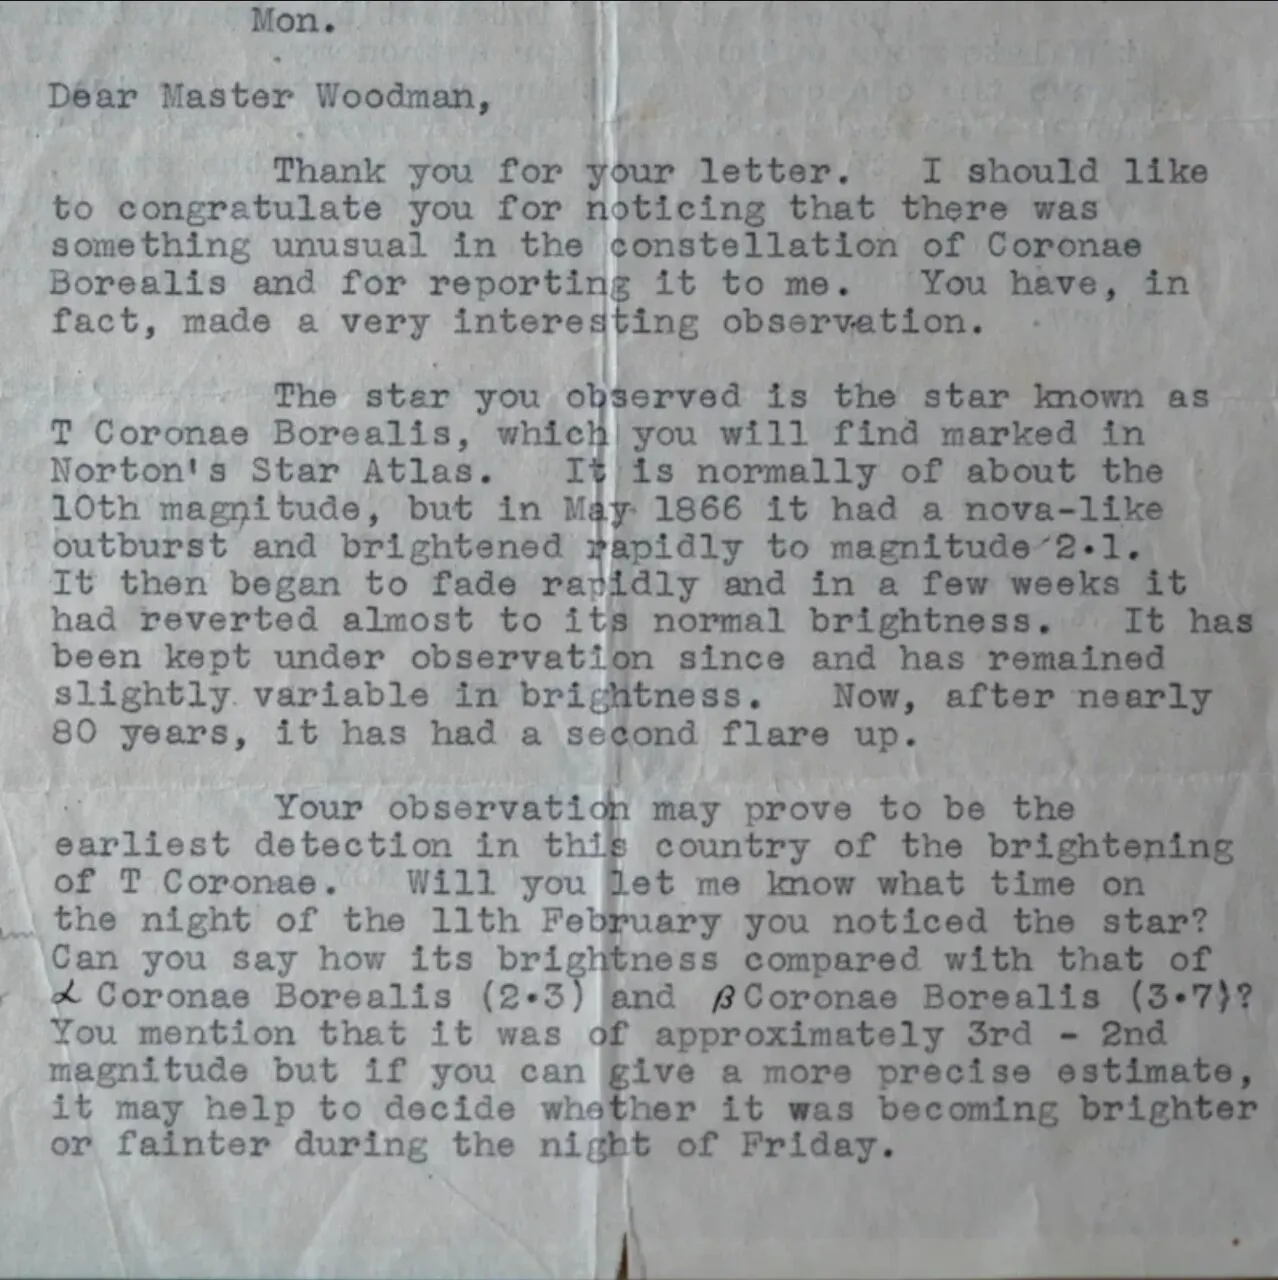 Mon.
Dear Master Woodman,
Thank you for your letter. I should like
to congratulate you for noticing that there was
something unusual in the constellation of Coronae
Borealis and for reporting it to me. You have, in
fact, made a very interesting observation.
The star you observed is the star known as
T Coronae Borealis, which you will find marked in
Norton's Star Atlas. It is normally of about the
10th magnitude, but in May 1866 it had a nova-like
outburst and brightened rapidly to magnitude 2·1.
It then began to fade rapidly and in a few weeks it
had reverted almost to its normal brightness. It has
been kept under observation since and has remained
slightly variable in brightness. Now, after nearly
80 years, it has had a second flare up.
Your observation may prove to be the
earliest detection in this country of the brightening
of T Coronae. Will you let me know what time on
the night of the 11th February you noticed the star?
Can you say how its brightness compared with that of
α Coronae Borealis (2·3) and β Coronae Borealis (3·7)?
You mention that it was of approximately 3rd - 2nd
magnitude but if you can give a more precise estimate,
it may help to decide whether it was becoming brighter
or fainter during the night of Friday.